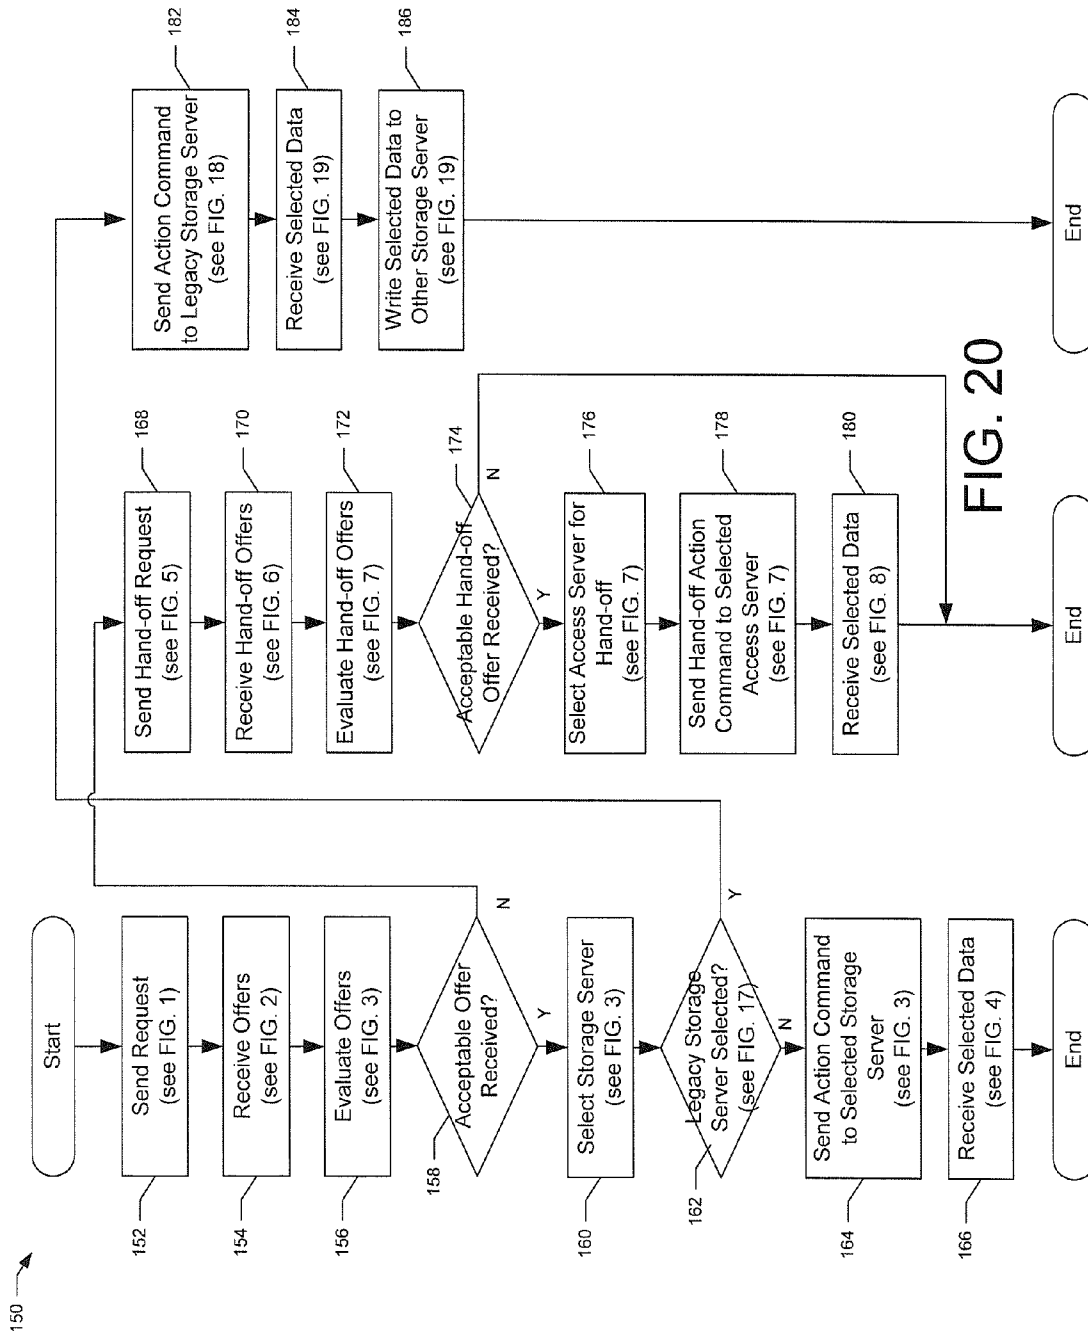 150
Start
Send Request
(see FIG. 1)
152
Receive Offers
(see FIG. 2)
154
Evaluate Offers
(see FIG. 3)
156
Acceptable Offer
Received?
158
N
Y
Select Storage Server
(see FIG. 3)
160
Legacy Storage
Server Selected?
(see FIG. 17)
162
Y
N
Send Action Command
to Selected Storage
Server
(see FIG. 3)
164
Receive Selected Data
(see FIG. 4)
166
End
Send Hand-off Request
(see FIG. 5)
168
Receive Hand-off Offers
(see FIG. 6)
170
Evaluate Hand-off Offers
(see FIG. 7)
172
Acceptable Hand-off
Offer Received?
174
N
Y
Select Access Server for
Hand-off
(see FIG. 7)
176
Send Hand-off Action
Command to Selected
Access Server
(see FIG. 7)
178
Receive Selected Data
(see FIG. 8)
180
End
Send Action Command
to Legacy Storage Server
(see FIG. 18)
182
Receive Selected Data
(see FIG. 19)
184
Write Selected Data to
Other Storage Server
(see FIG. 19)
186
End
FIG. 20